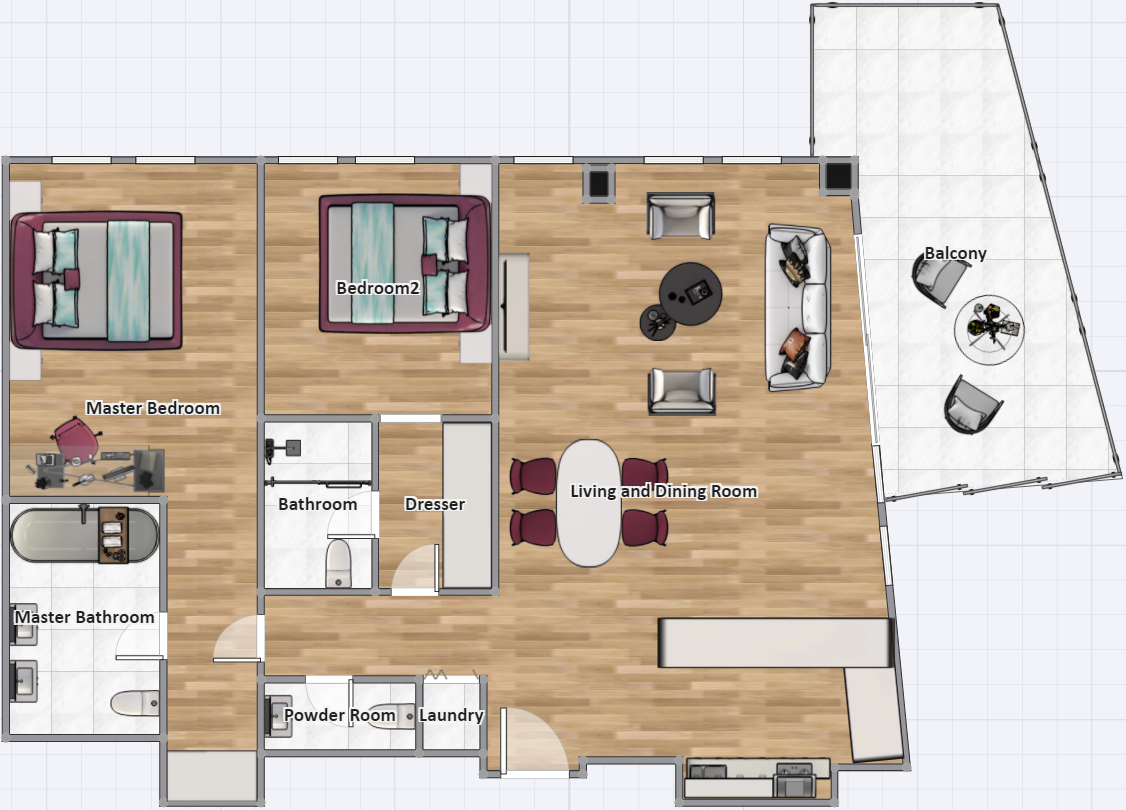 Balcony
Bedroom2
Master Bedroom
Living and Dining Room
Bathroom
Dresser
Master Bathroom
Powder Room
Laundry